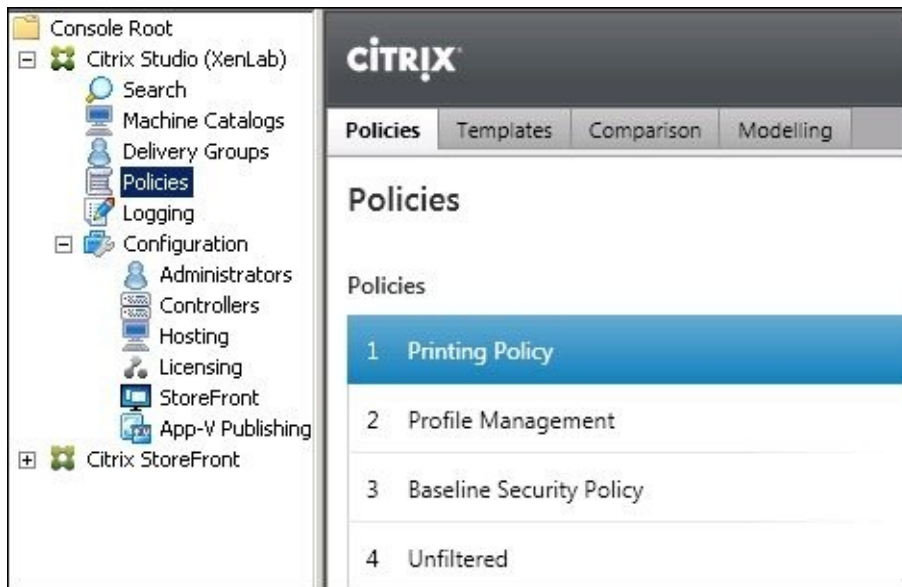 Console Root
Citrix Studio (XenLab)
Search
Machine Catalogs
Delivery Groups
Policies
Logging
Configuration
Administrators
Controllers
Hosting
Licensing
StoreFront
App-V Publishing
Citrix StoreFront
CITRIX
Policies Templates Comparison Modelling
Policies
Policies
1 Printing Policy
2 Profile Management
3 Baseline Security Policy
4 Unfiltered